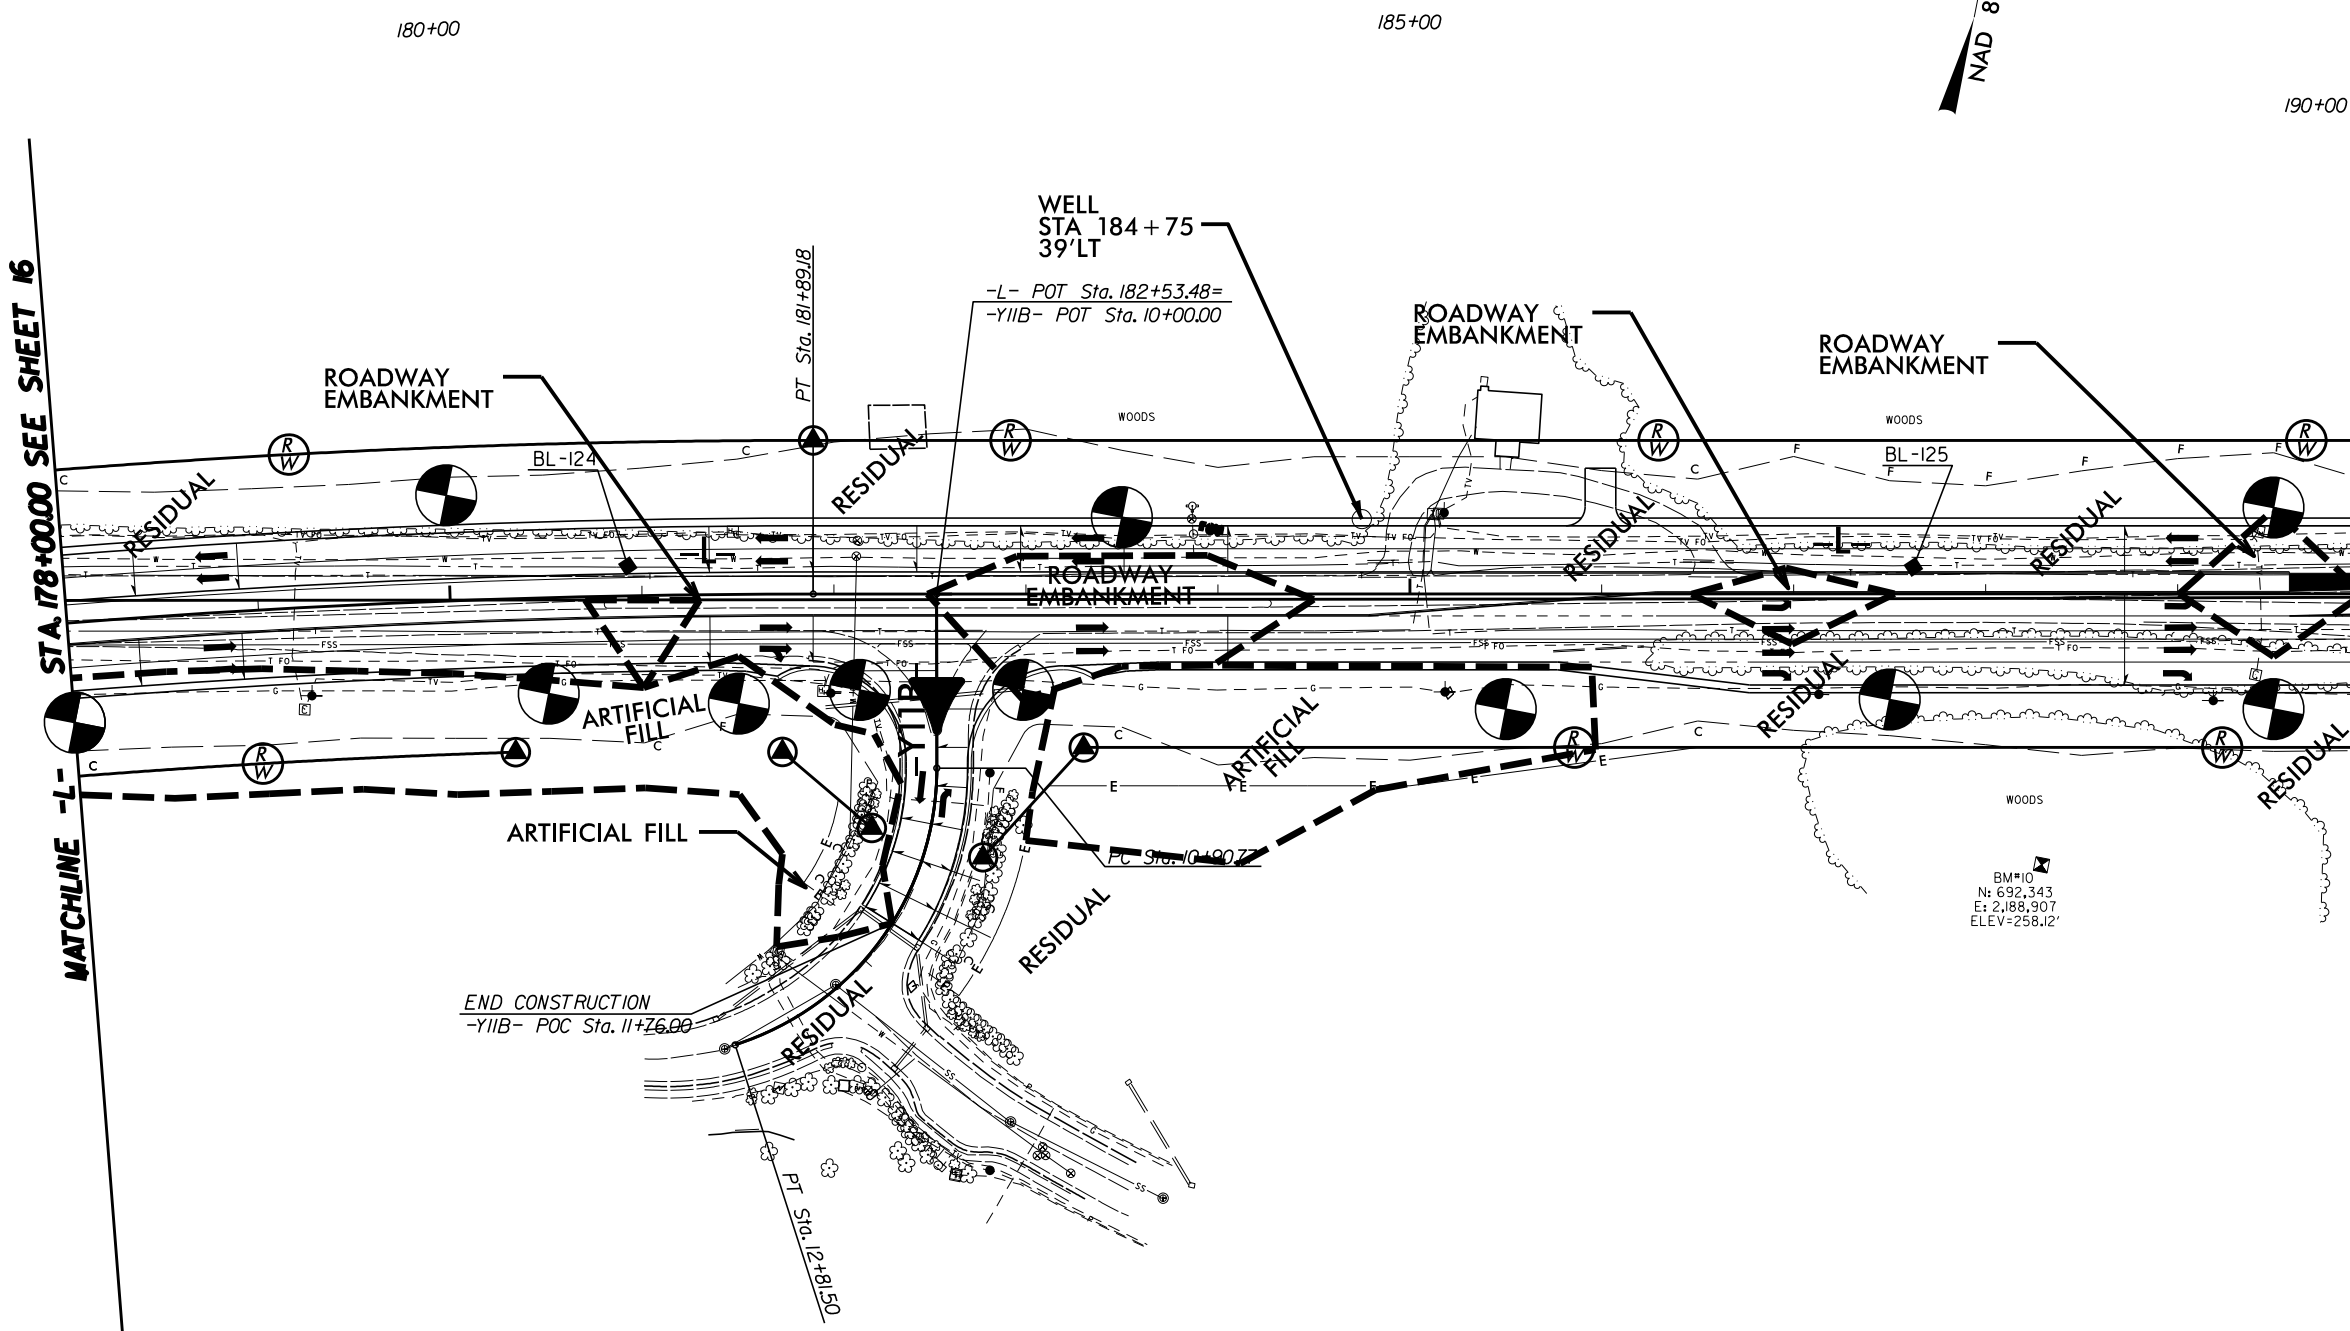 180+00
185+00
NAD 8
190+00
MATCHLINE -L- STA. 178+00.00 SEE SHEET 16
WELL
STA 184+75
39'LT
PT Sta. 181+89.18
-L- POT Sta. 182+53.48=
-Y11B- POT Sta. 10+00.00
ROADWAY
EMBANKMENT
ROADWAY
EMBANKMENT
ROADWAY
EMBANKMENT
WOODS
WOODS
R
W
R
W
R
W
R
W
BL-124
BL-125
RESIDUAL
RESIDUAL
RESIDUAL
RESIDUAL
-L-
-L-
ROADWAY
EMBANKMENT
ARTIFICIAL
FILL
-Y11B-
ARTIFICIAL
FILL
RESIDUAL
RESIDUAL
R
W
R
W
R
W
C
C
C
C
C
C
F
F
F
F
F
E
E
E
E
WOODS
ARTIFICIAL FILL
PC Sta. 10+90.77
BM#10
N: 692,343
E: 2,188,907
ELEV=258.12'
RESIDUAL
END CONSTRUCTION
-Y11B- POC Sta. 11+76.00
RESIDUAL
SS
SS
PT Sta. 12+81.50